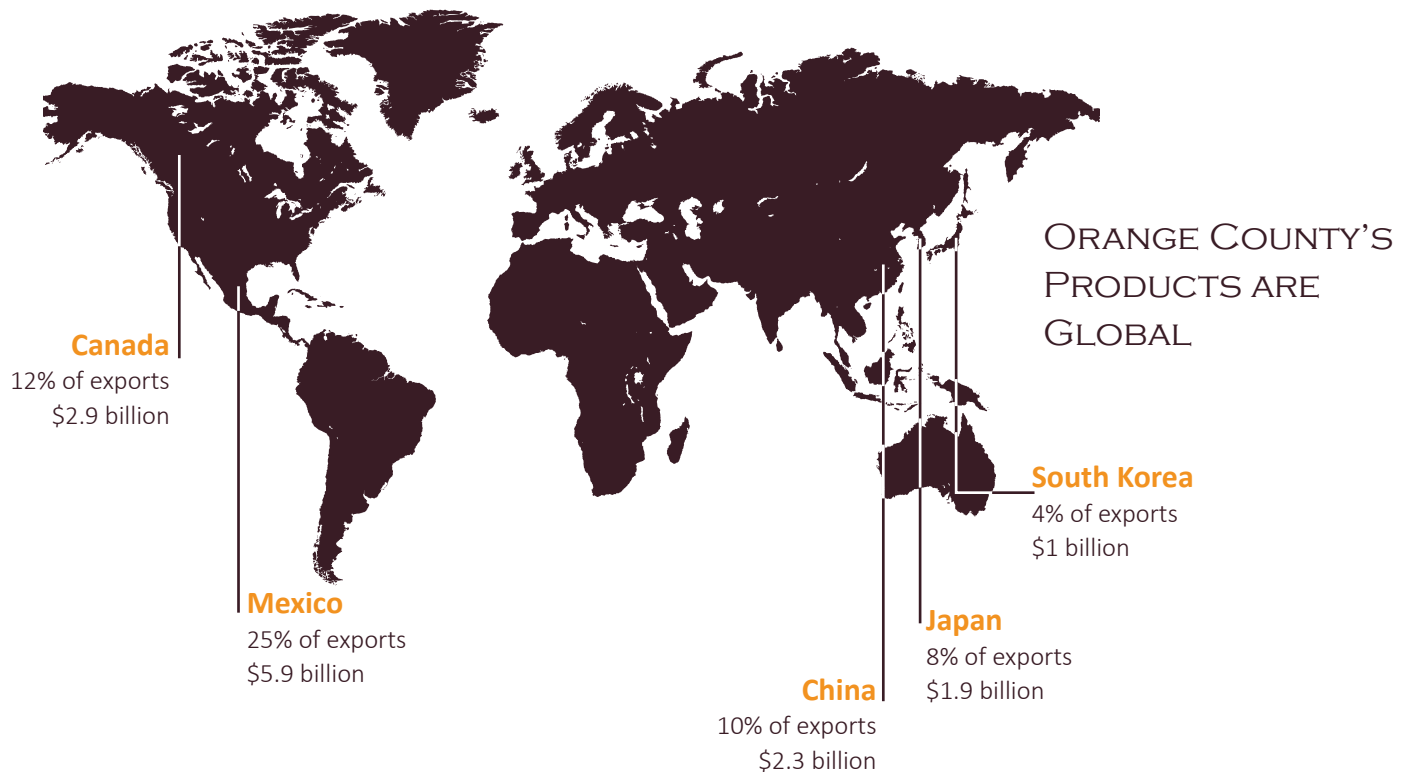 ORANGE COUNTY'S
PRODUCTS ARE
GLOBAL
Canada
12% of exports
$2.9 billion
South Korea
4% of exports
$1 billion
Mexico
25% of exports
$5.9 billion
Japan
8% of exports
$1.9 billion
China
10% of exports
$2.3 billion